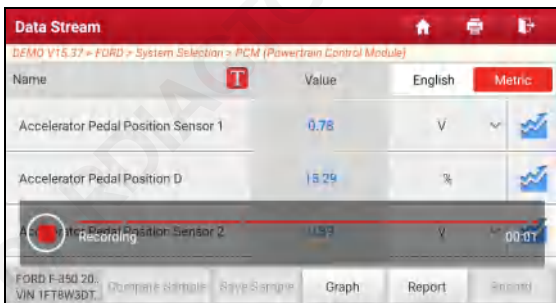 Data Stream
DEMO V15.37 > FORD > System Selection > PCM (Powertrain Control Module)
Name T Value English Metric
Accelerator Pedal Position Sensor 1 0.78 V
Accelerator Pedal Position D 15.29 %
Pedal Position Sensor 2 V
Recording 00:01
FORD F-350 20..
VIN 1FT8W3DT.. Compare Sample Save Sample Graph Report Record